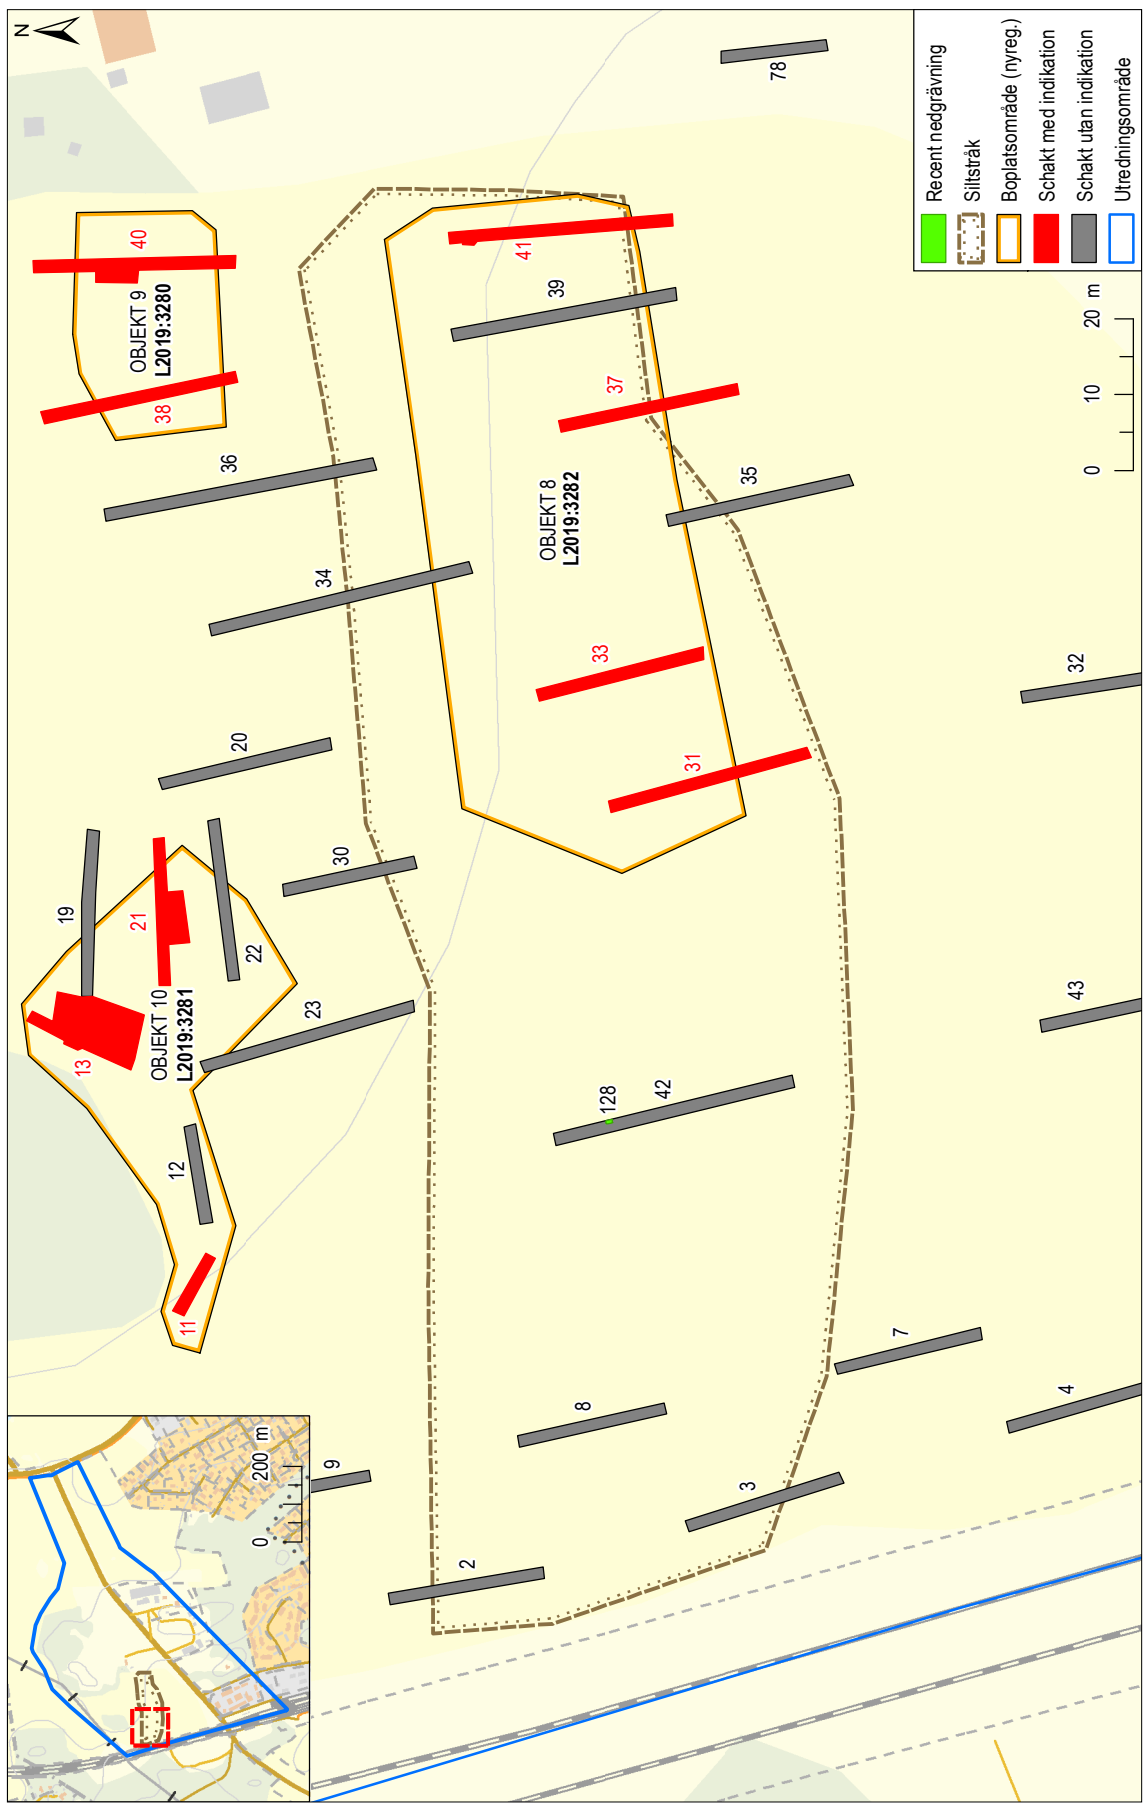 N
40
OBJEKT 9
L2019:3280
38
36
34
20
19
21
22
OBJEKT 10
L2019:3281
13
23
12
11
30
41
39
37
OBJEKT 8
L2019:3282
35
33
31
78
32
43
128
42
8
7
4
3
2
9
0
200 m
0
10
20 m
Recent nedgrävning
Siltstråk
Boplatsområde (nyreg.)
Schakt med indikation
Schakt utan indikation
Utredningsområde